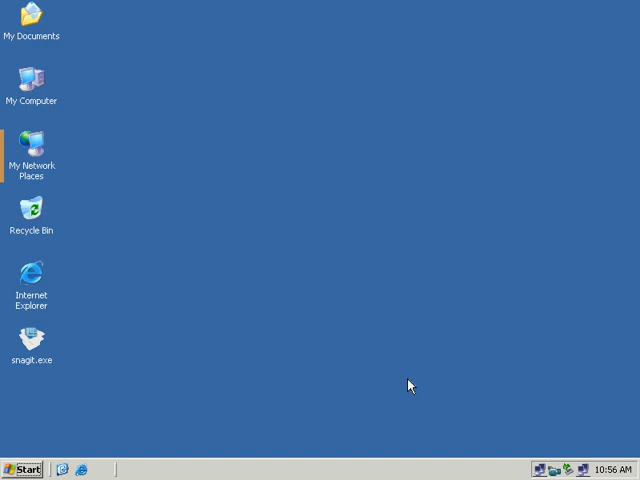 My Documents
My Computer
My Network
Places
Recycle Bin
Internet
Explorer
snagit.exe
Start
10:56 AM